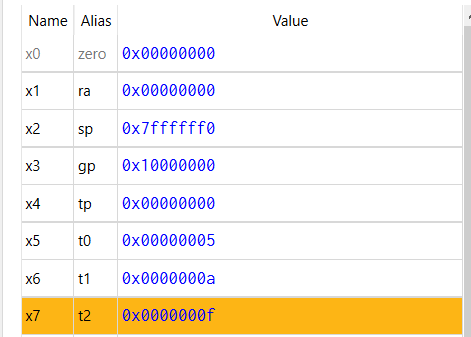 Name Alias Value
x0 zero 0x00000000
x1 ra 0x00000000
x2 sp 0x7ffffff0
x3 gp 0x10000000
x4 tp 0x00000000
x5 t0 0x00000005
x6 t1 0x0000000a
x7 t2 0x0000000f